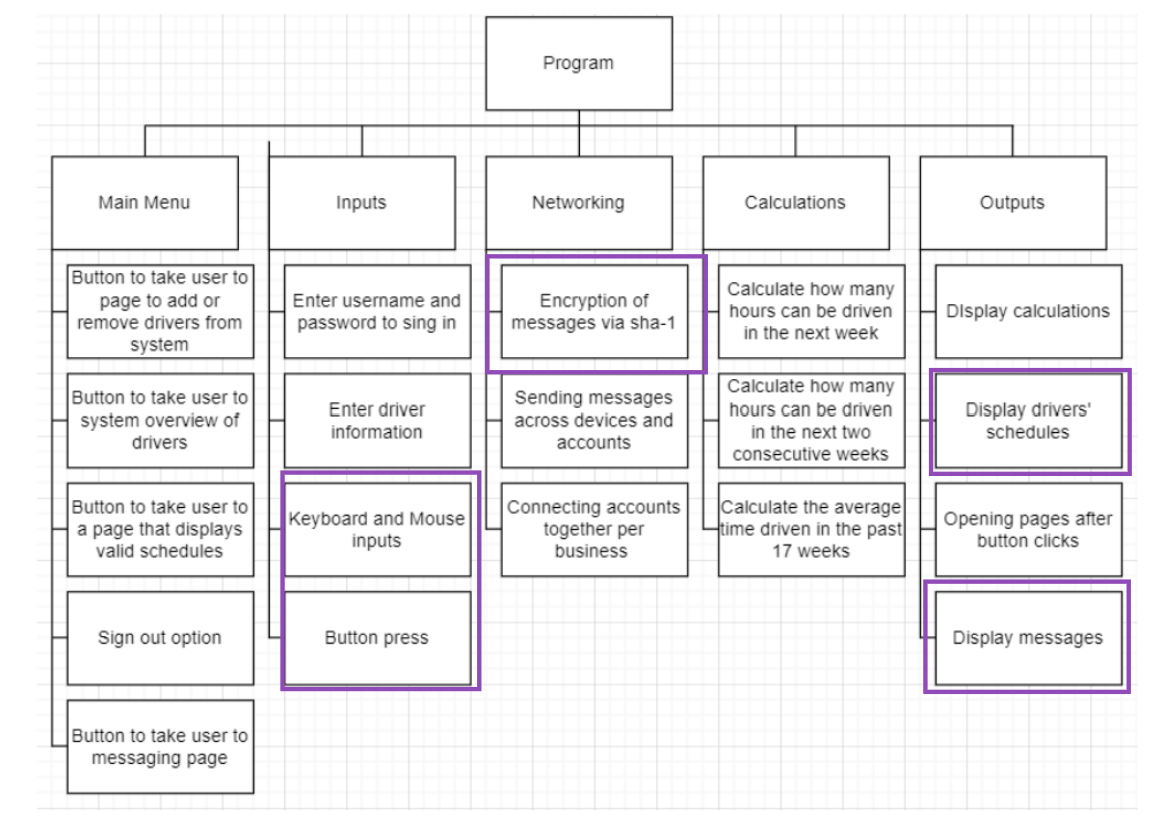 Program
Main Menu
Inputs
Networking
Calculations
Outputs
Button to take user to
page to add or
remove drivers from
system
Button to take user to
system overview of
drivers
Button to take user to
a page that displays
valid schedules
Sign out option
Button to take user to
messaging page
Enter username and
password to sing in
Enter driver
information
Keyboard and Mouse
inputs
Button press
Encryption of
messages via sha-1
Sending messages
across devices and
accounts
Connecting accounts
together per
business
Calculate how many
hours can be driven
in the next week
Calculate how many
hours can be driven
in the next two
consecutive weeks
Calculate the average
time driven in the past
17 weeks
DIsplay calculations
Display drivers'
schedules
Opening pages after
button clicks
Display messages